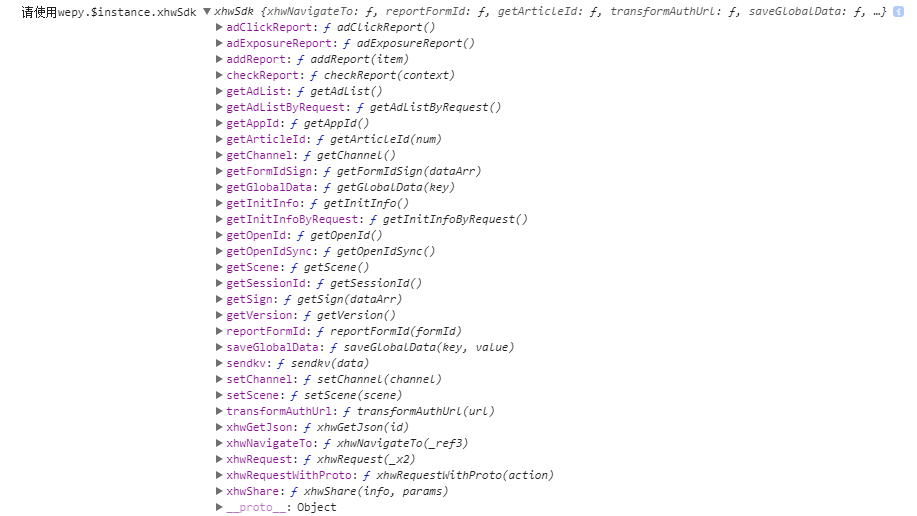 请使用wepy.$instance.xhwSdk ▼xhwSdk {xhwNavigateTo: ƒ, reportFormId: ƒ, getArticleId: ƒ, transformAuthUrl: ƒ, saveGlobalData: ƒ, …} i
▶adClickReport: ƒ adClickReport()
▶adExposureReport: ƒ adExposureReport()
▶addReport: ƒ addReport(item)
▶checkReport: ƒ checkReport(context)
▶getAdList: ƒ getAdList()
▶getAdListByRequest: ƒ getAdListByRequest()
▶getAppId: ƒ getAppId()
▶getArticleId: ƒ getArticleId(num)
▶getChannel: ƒ getChannel()
▶getFormIdSign: ƒ getFormIdSign(dataArr)
▶getGlobalData: ƒ getGlobalData(key)
▶getInitInfo: ƒ getInitInfo()
▶getInitInfoByRequest: ƒ getInitInfoByRequest()
▶getOpenId: ƒ getOpenId()
▶getOpenIdSync: ƒ getOpenIdSync()
▶getScene: ƒ getScene()
▶getSessionId: ƒ getSessionId()
▶getSign: ƒ getSign(dataArr)
▶getVersion: ƒ getVersion()
▶reportFormId: ƒ reportFormId(formId)
▶saveGlobalData: ƒ saveGlobalData(key, value)
▶sendkv: ƒ sendkv(data)
▶setChannel: ƒ setChannel(channel)
▶setScene: ƒ setScene(scene)
▶transformAuthUrl: ƒ transformAuthUrl(url)
▶xhwGetJson: ƒ xhwGetJson(id)
▶xhwNavigateTo: ƒ xhwNavigateTo(_ref3)
▶xhwRequest: ƒ xhwRequest(_x2)
▶xhwRequestWithProto: ƒ xhwRequestWithProto(action)
▶xhwShare: ƒ xhwShare(info, params)
▶__proto__: Object